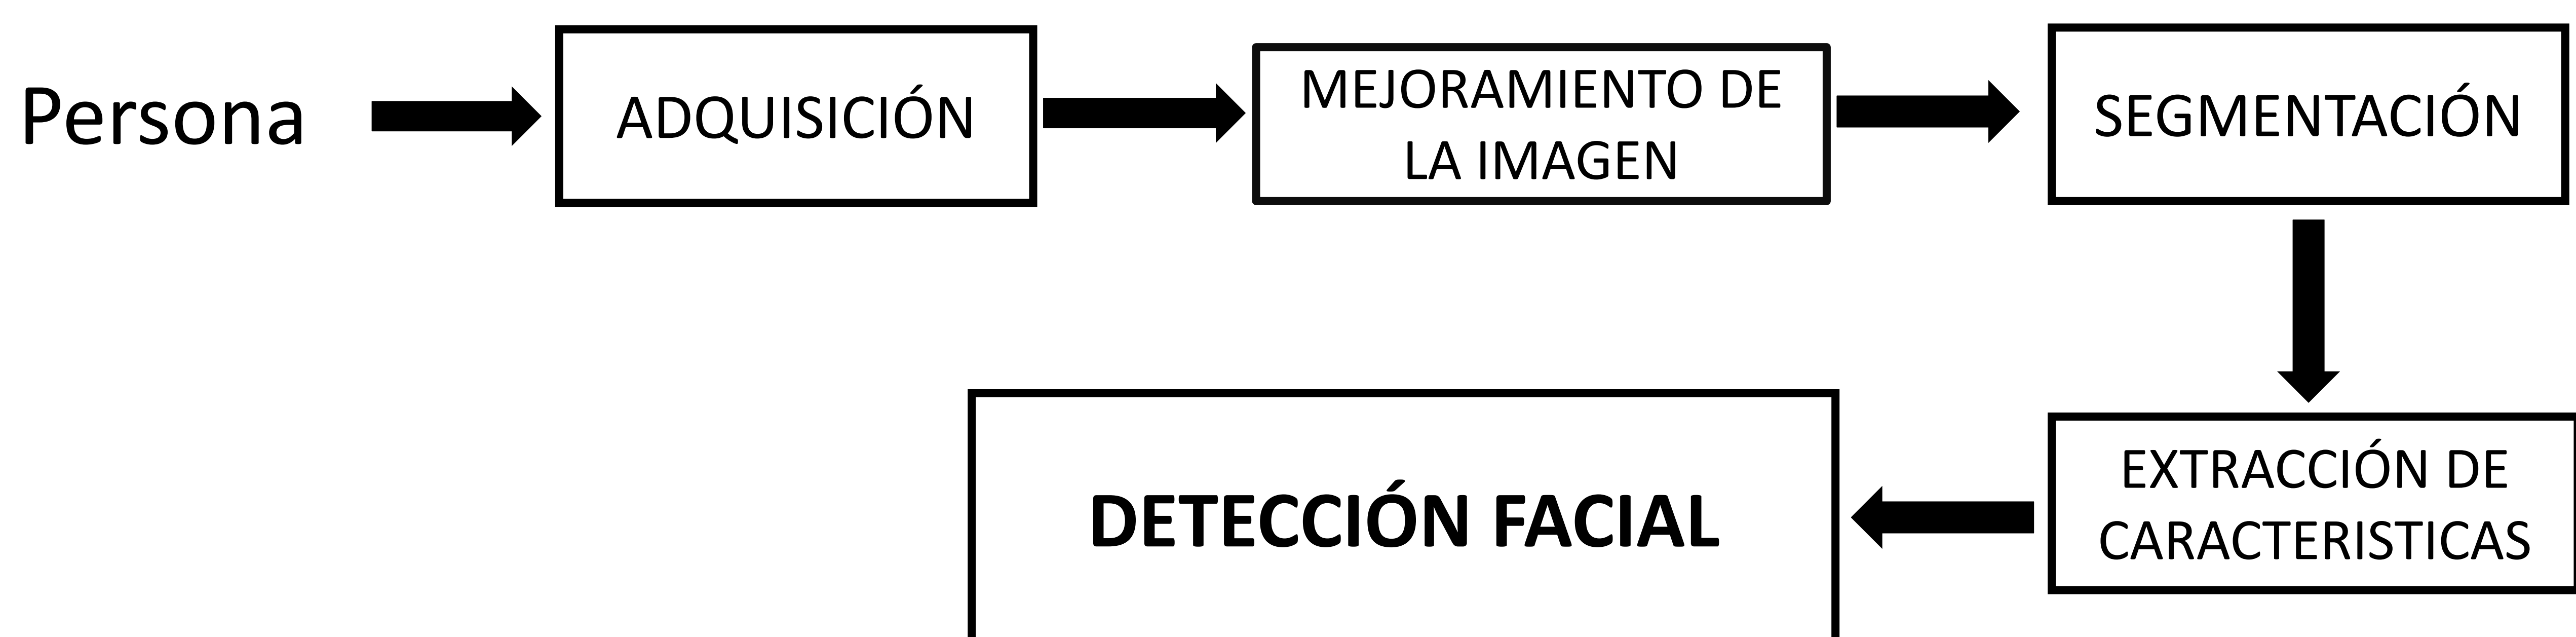 Persona
ADQUISICIÓN
MEJORAMIENTO DE
LA IMAGEN
SEGMENTACIÓN
EXTRACCIÓN DE
CARACTERISTICAS
DETECCIÓN FACIAL